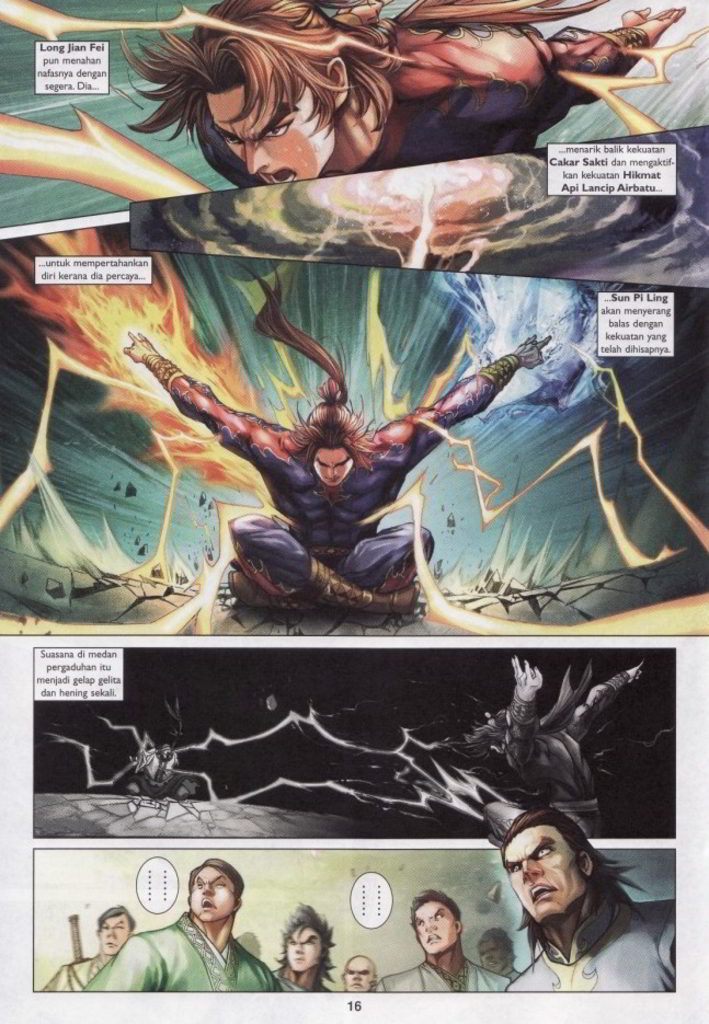 Long Jian Fei
pun menahan
nafasnya dengan
segera. Dia...
...menarik balik kekuatan
Cakar Sakti dan mengaktif-
kan kekuatan Hikmat
Api Lancip Airbatu...
...untuk mempertahankan
diri kerana dia percaya...
...Sun Pi Ling
akan menyerang
balas dengan
kekuatan yang
telah dihisapnya.
Suasana di medan
pergaduhan itu
menjadi gelap gelita
dan hening sekali.
......
......
16